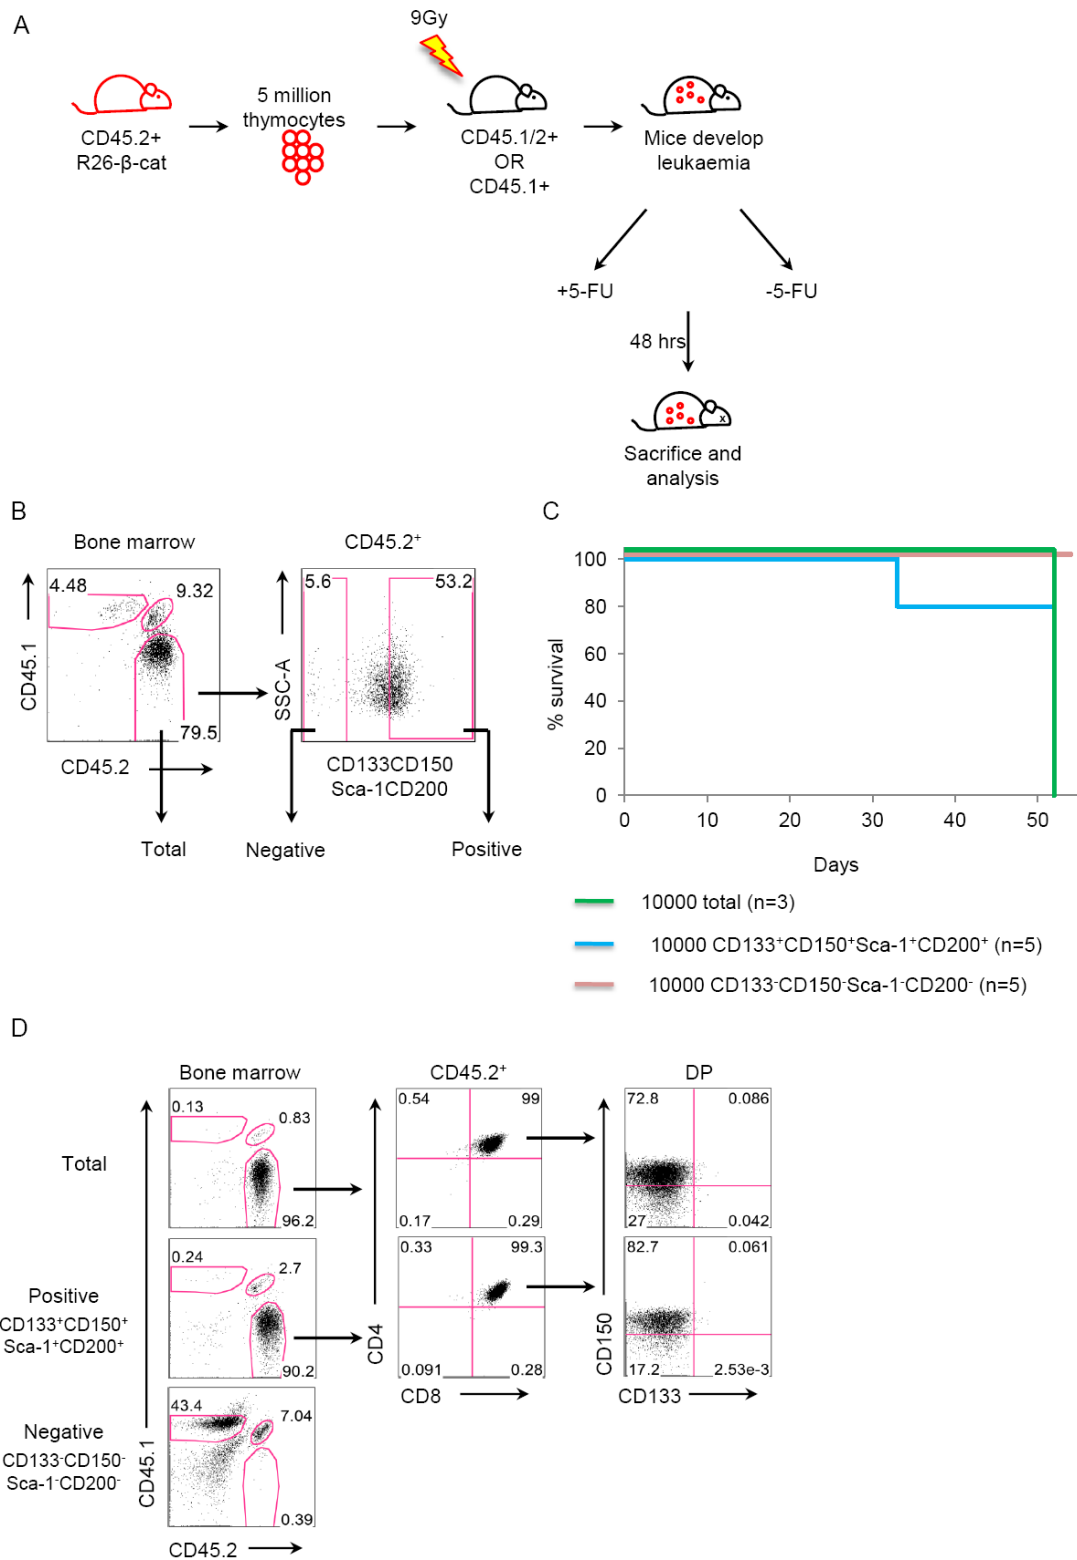 A
9Gy
5 million
thymocytes
CD45.2+
R26-β-cat
CD45.1/2+
OR
CD45.1+
Mice develop
leukaemia
+5-FU
-5-FU
48 hrs
x
Sacrifice and
analysis
B
Bone marrow
CD45.2⁺
4.48
9.32
79.5
CD45.1
CD45.2
5.6
53.2
SSC-A
CD133CD150
Sca-1CD200
Total
Negative
Positive
C
% survival
100
80
60
40
20
0
0 10 20 30 40 50
Days
10000 total (n=3)
10000 CD133⁺CD150⁺Sca-1⁺CD200⁺ (n=5)
10000 CD133⁻CD150⁻Sca-1⁻CD200⁻ (n=5)
D
Bone marrow
CD45.2⁺
DP
Total
0.13
0.83
96.2
0.54
99
0.17
0.29
72.8
0.086
27
0.042
Positive
CD133⁺CD150⁺
Sca-1⁺CD200⁺
0.24
2.7
90.2
0.33
99.3
0.091
0.28
82.7
0.061
17.2
2.53e-3
CD4
CD8
CD150
CD133
Negative
CD133⁻CD150⁻
Sca-1⁻CD200⁻
43.4
7.04
0.39
CD45.1
CD45.2